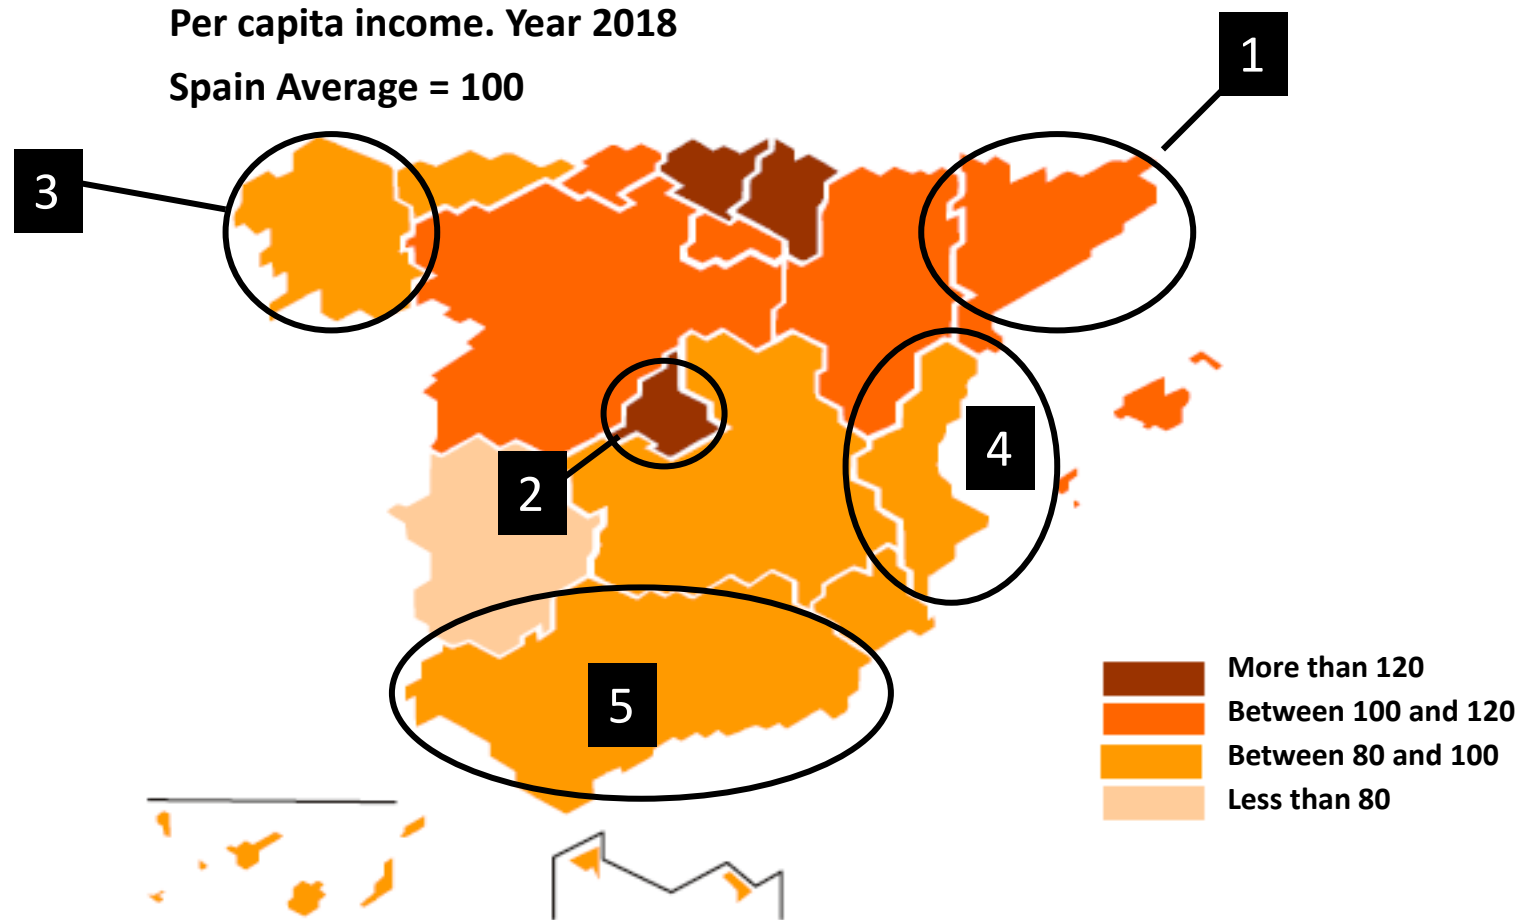 Per capita income. Year 2018
Spain Average = 100
1
3
4
2
5
More than 120
Between 100 and 120
Between 80 and 100
Less than 80